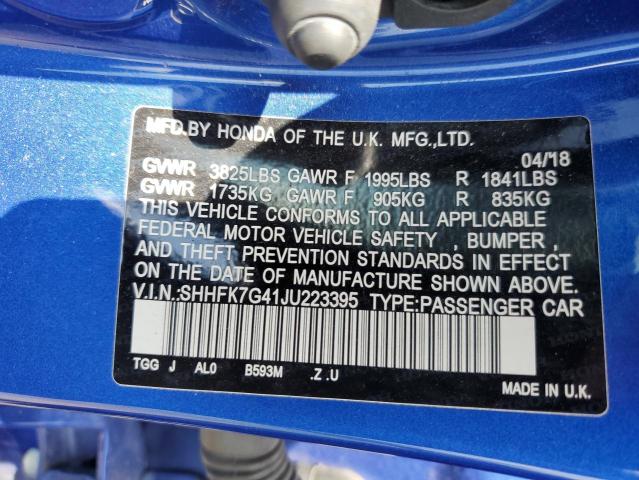 MFD.BY HONDA OF THE U.K. MFG.,LTD.
04/18
GVWR 3825LBS GAWR F 1995LBS R 1841LBS
GVWR 1735KG GAWR F 905KG R 835KG
THIS VEHICLE CONFORMS TO ALL APPLICABLE
FEDERAL MOTOR VEHICLE SAFETY , BUMPER ,
AND THEFT PREVENTION STANDARDS IN EFFECT
ON THE DATE OF MANUFACTURE SHOWN ABOVE.
V.I.N.:SHHFK7G41JU223395 TYPE:PASSENGER CAR
TGG J AL0 B593M .Z .U
MADE IN U.K.